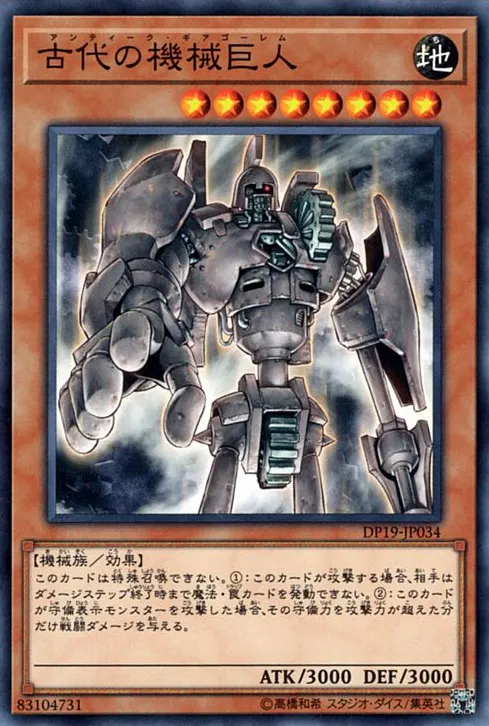 アンティーク・ギアゴーレム
古代の機械巨人
地
DP19-JP034
【機械族／効果】
このカードは特殊召喚できない。①：このカードが攻撃する場合、相手は
ダメージステップ終了時まで魔法・罠カードを発動できない。②：このカード
が守備表示モンスターを攻撃した場合、その守備力を攻撃力が超えた分
だけ戦闘ダメージを与える。
ATK/3000 DEF/3000
83104731
©高橋和希 スタジオ・ダイス/集英社